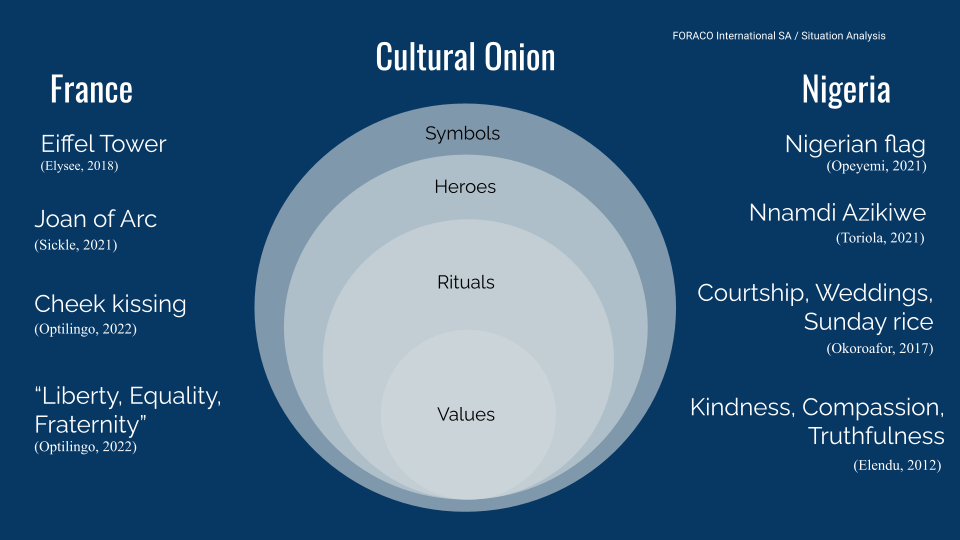 FORACO International SA / Situation Analysis
Cultural Onion
France
Eiffel Tower
(Elysee, 2018)
Joan of Arc
(Sickle, 2021)
Cheek kissing
(Optilingo, 2022)
“Liberty, Equality,
Fraternity”
(Optilingo, 2022)
Symbols
Heroes
Rituals
Values
Nigeria
Nigerian flag
(Opeyemi, 2021)
Nnamdi Azikiwe
(Toriola, 2021)
Courtship, Weddings,
Sunday rice
(Okoroafor, 2017)
Kindness, Compassion,
Truthfulness
(Elendu, 2012)